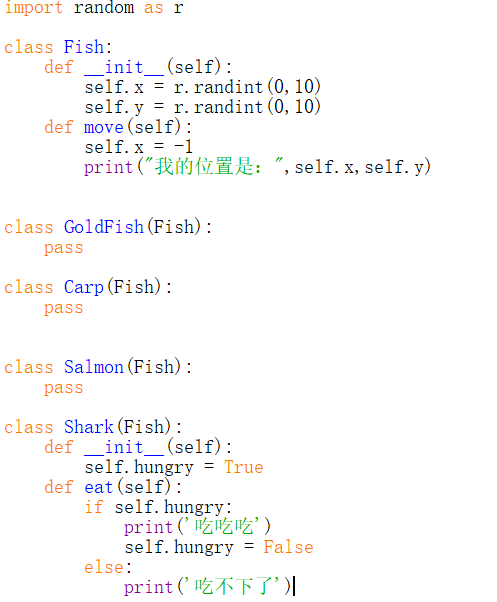 import random as r
class Fish:
    def __init__(self):
        self.x = r.randint(0,10)
        self.y = r.randint(0,10)
    def move(self):
        self.x = -1
        print("我的位置是：",self.x,self.y)
class GoldFish(Fish):
    pass
class Carp(Fish):
    pass
class Salmon(Fish):
    pass
class Shark(Fish):
    def __init__(self):
        self.hungry = True
    def eat(self):
        if self.hungry:
            print('吃吃吃')
            self.hungry = False
        else:
            print('吃不下了')